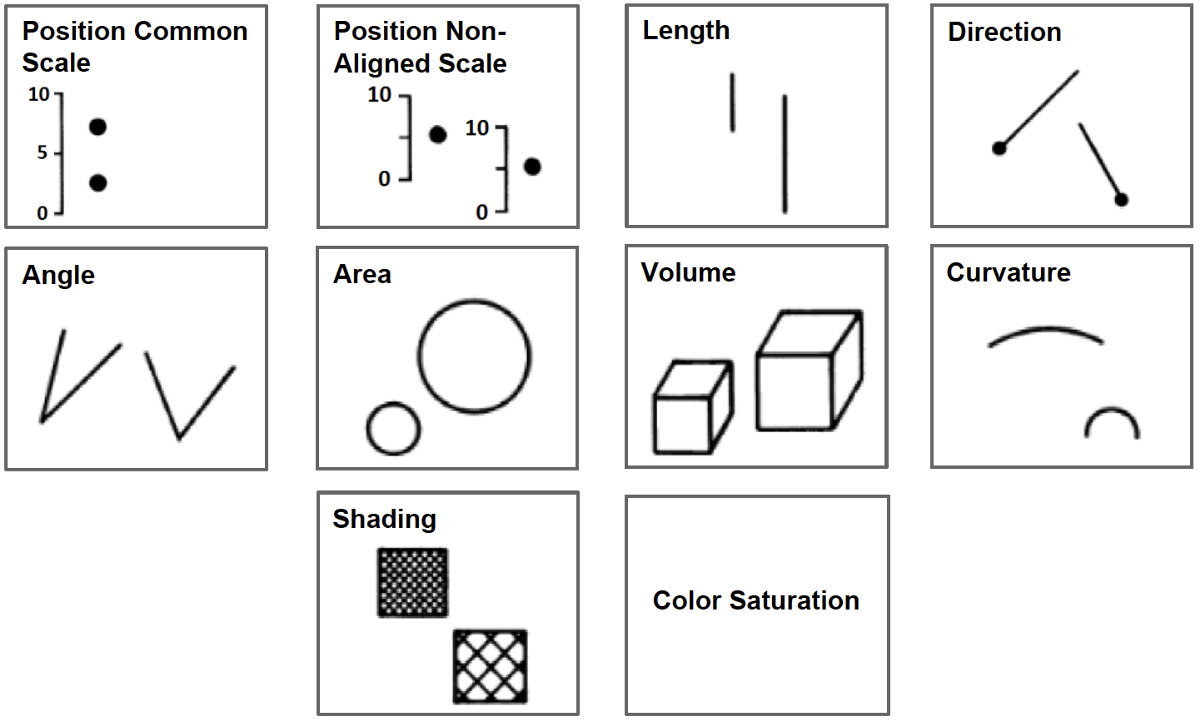 Position Common
Scale
10
5
0
Position Non-
Aligned Scale
10
0
10
0
Length
Direction
Angle
Area
Volume
Curvature
Shading
Color Saturation